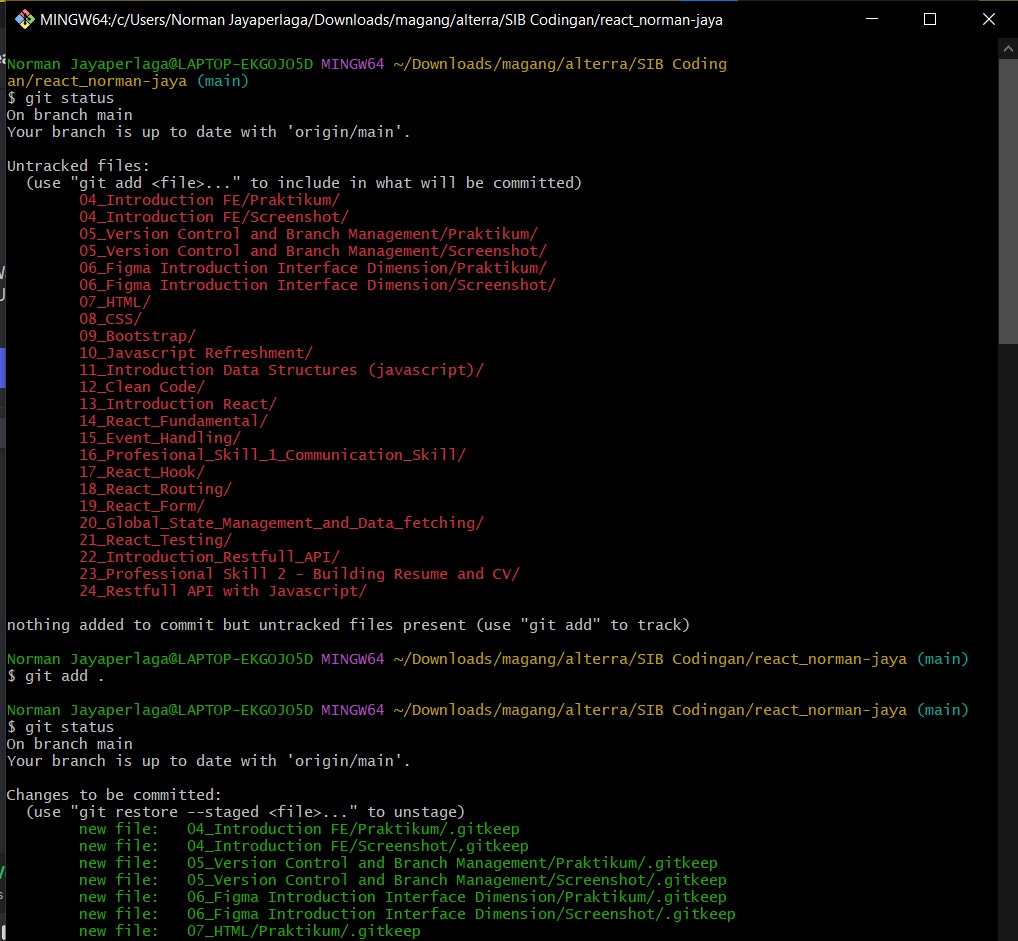 MINGW64:/c/Users/Norman Jayaperlaga/Downloads/magang/alterra/SIB Codingan/react_norman-jaya
Norman Jayaperlaga@LAPTOP-EKGOJO5D MINGW64 ~/Downloads/magang/alterra/SIB Coding
an/react_norman-jaya (main)
$ git status
On branch main
Your branch is up to date with 'origin/main'.
Untracked files:
(use "git add <file>..." to include in what will be committed)
04_Introduction FE/Praktikum/
04_Introduction FE/Screenshot/
05_Version Control and Branch Management/Praktikum/
05_Version Control and Branch Management/Screenshot/
06_Figma Introduction Interface Dimension/Praktikum/
06_Figma Introduction Interface Dimension/Screenshot/
07_HTML/
08_CSS/
09_Bootstrap/
10_Javascript Refreshment/
11_Introduction Data Structures (javascript)/
12_Clean Code/
13_Introduction React/
14_React_Fundamental/
15_Event_Handling/
16_Profesional_Skill_1_Communication_Skill/
17_React_Hook/
18_React_Routing/
19_React_Form/
20_Global_State_Management_and_Data_fetching/
21_React_Testing/
22_Introduction_Restfull_API/
23_Professional Skill 2 - Building Resume and CV/
24_Restfull API with Javascript/
nothing added to commit but untracked files present (use "git add" to track)
Norman Jayaperlaga@LAPTOP-EKGOJO5D MINGW64 ~/Downloads/magang/alterra/SIB Codingan/react_norman-jaya (main)
$ git add .
Norman Jayaperlaga@LAPTOP-EKGOJO5D MINGW64 ~/Downloads/magang/alterra/SIB Codingan/react_norman-jaya (main)
$ git status
On branch main
Your branch is up to date with 'origin/main'.
Changes to be committed:
(use "git restore --staged <file>..." to unstage)
new file:   04_Introduction FE/Praktikum/.gitkeep
new file:   04_Introduction FE/Screenshot/.gitkeep
new file:   05_Version Control and Branch Management/Praktikum/.gitkeep
new file:   05_Version Control and Branch Management/Screenshot/.gitkeep
new file:   06_Figma Introduction Interface Dimension/Praktikum/.gitkeep
new file:   06_Figma Introduction Interface Dimension/Screenshot/.gitkeep
new file:   07_HTML/Praktikum/.gitkeep